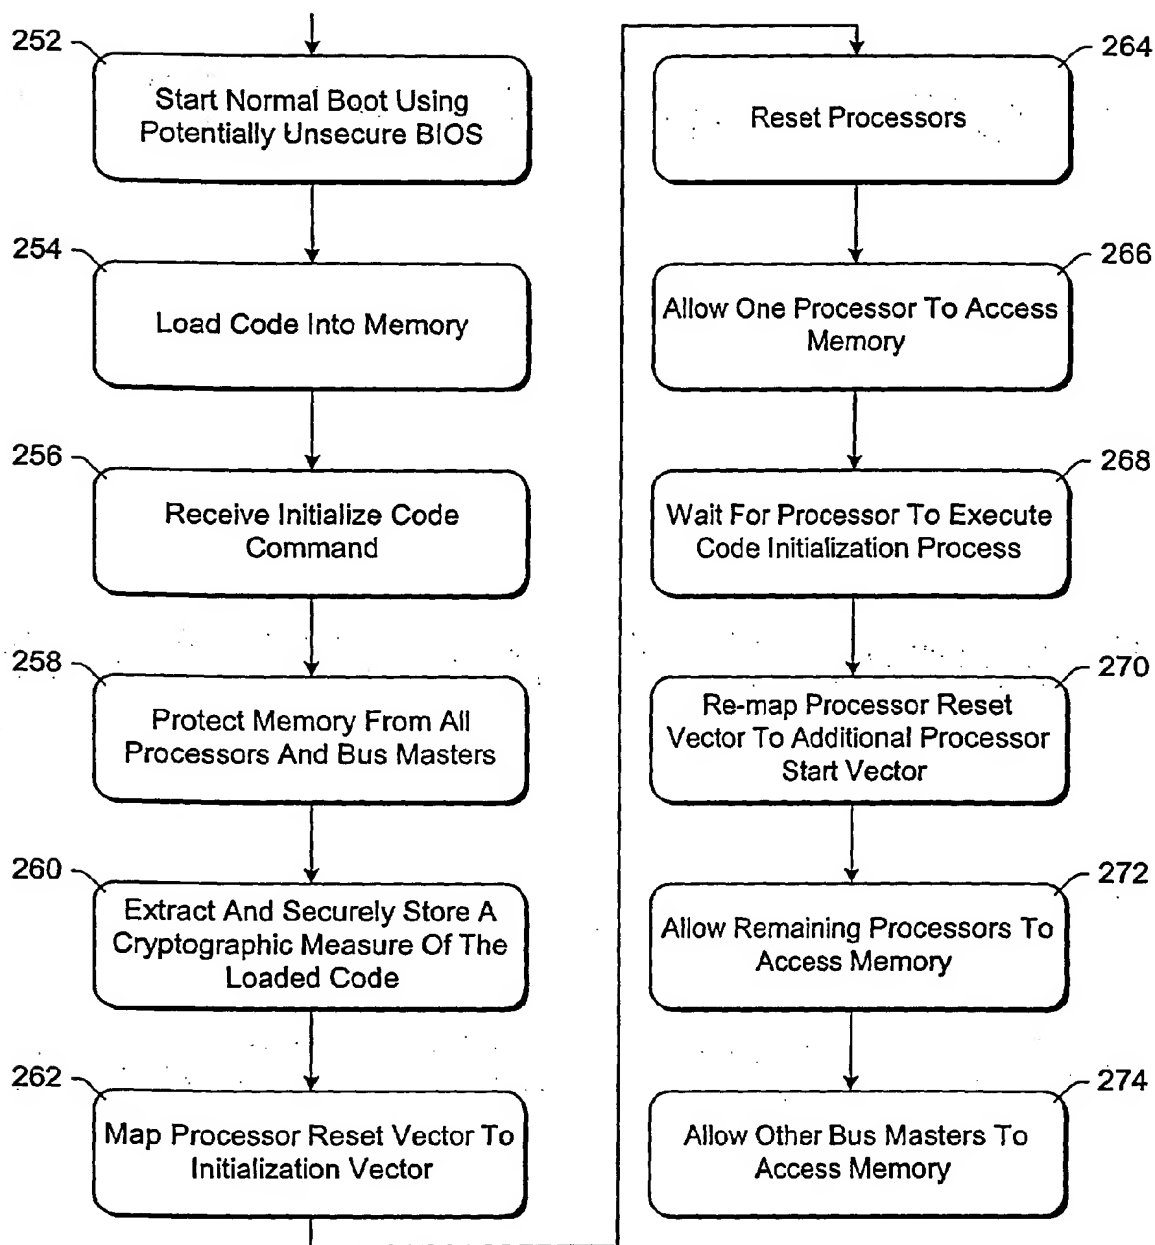 252
Start Normal Boot Using
Potentially Unsecure BIOS
254
Load Code Into Memory
256
Receive Initialize Code
Command
258
Protect Memory From All
Processors And Bus Masters
260
Extract And Securely Store A
Cryptographic Measure Of The
Loaded Code
262
Map Processor Reset Vector To
Initialization Vector
264
Reset Processors
266
Allow One Processor To Access
Memory
268
Wait For Processor To Execute
Code Initialization Process
270
Re-map Processor Reset
Vector To Additional Processor
Start Vector
272
Allow Remaining Processors To
Access Memory
274
Allow Other Bus Masters To
Access Memory